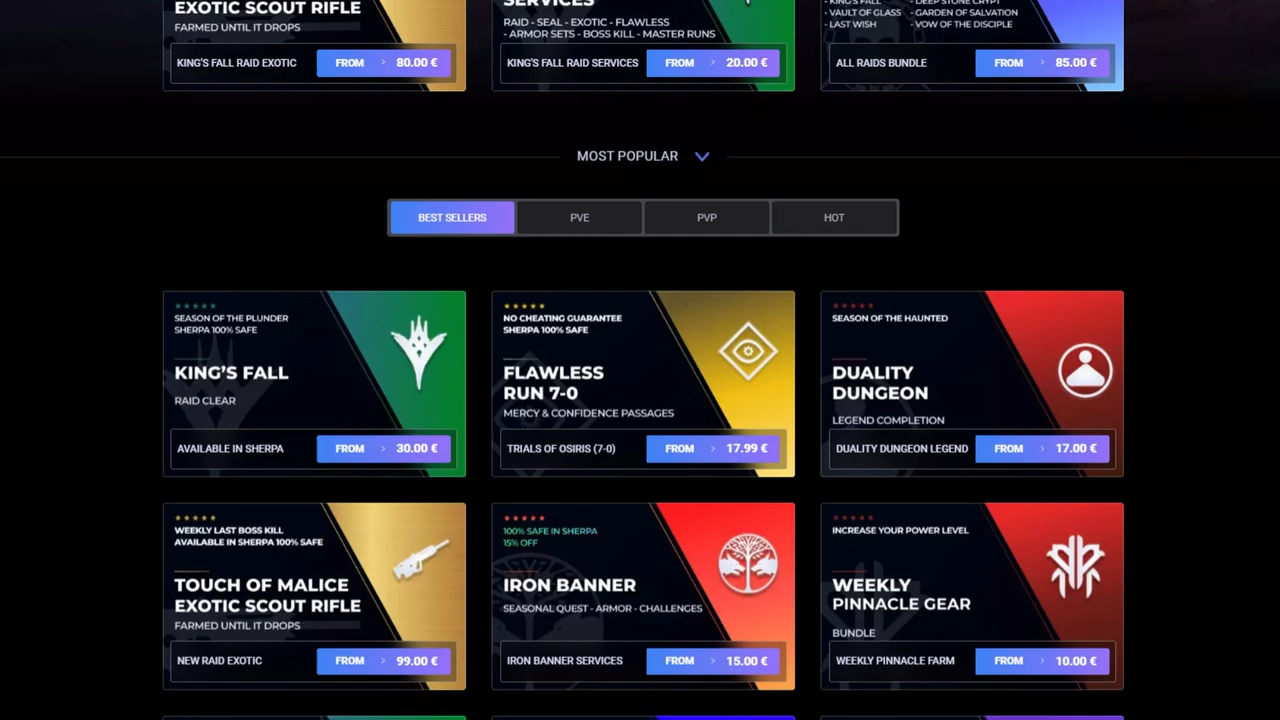 EXOTIC SCOUT RIFLE
FARMED UNTIL IT DROPS
KING'S FALL RAID EXOTIC
FROM > 80.00 €
SERVICES
RAID - SEAL - EXOTIC - FLAWLESS
- ARMOR SETS - BOSS KILL - MASTER RUNS
KING'S FALL RAID SERVICES
FROM > 20.00 €
- KING'S FALL - DEEP STONE CRYPT
- VAULT OF GLASS - GARDEN OF SALVATION
- LAST WISH - VOW OF THE DISCIPLE
ALL RAIDS BUNDLE
FROM > 85.00 €
MOST POPULAR
BEST SELLERS
PVE
PVP
HOT
SEASON OF THE PLUNDER
SHERPA 100% SAFE
KING'S FALL
RAID CLEAR
AVAILABLE IN SHERPA
FROM > 30.00 €
NO CHEATING GUARANTEE
SHERPA 100% SAFE
FLAWLESS
RUN 7-0
MERCY & CONFIDENCE PASSAGES
TRIALS OF OSIRIS (7-0)
FROM > 17.99 €
SEASON OF THE HAUNTED
DUALITY
DUNGEON
LEGEND COMPLETION
DUALITY DUNGEON LEGEND
FROM > 17.00 €
WEEKLY LAST BOSS KILL
AVAILABLE IN SHERPA 100% SAFE
TOUCH OF MALICE
EXOTIC SCOUT RIFLE
FARMED UNTIL IT DROPS
NEW RAID EXOTIC
FROM > 99.00 €
100% SAFE IN SHERPA
15% OFF
IRON BANNER
SEASONAL QUEST - ARMOR - CHALLENGES
IRON BANNER SERVICES
FROM > 15.00 €
INCREASE YOUR POWER LEVEL
WEEKLY
PINNACLE GEAR
BUNDLE
WEEKLY PINNACLE FARM
FROM > 10.00 €